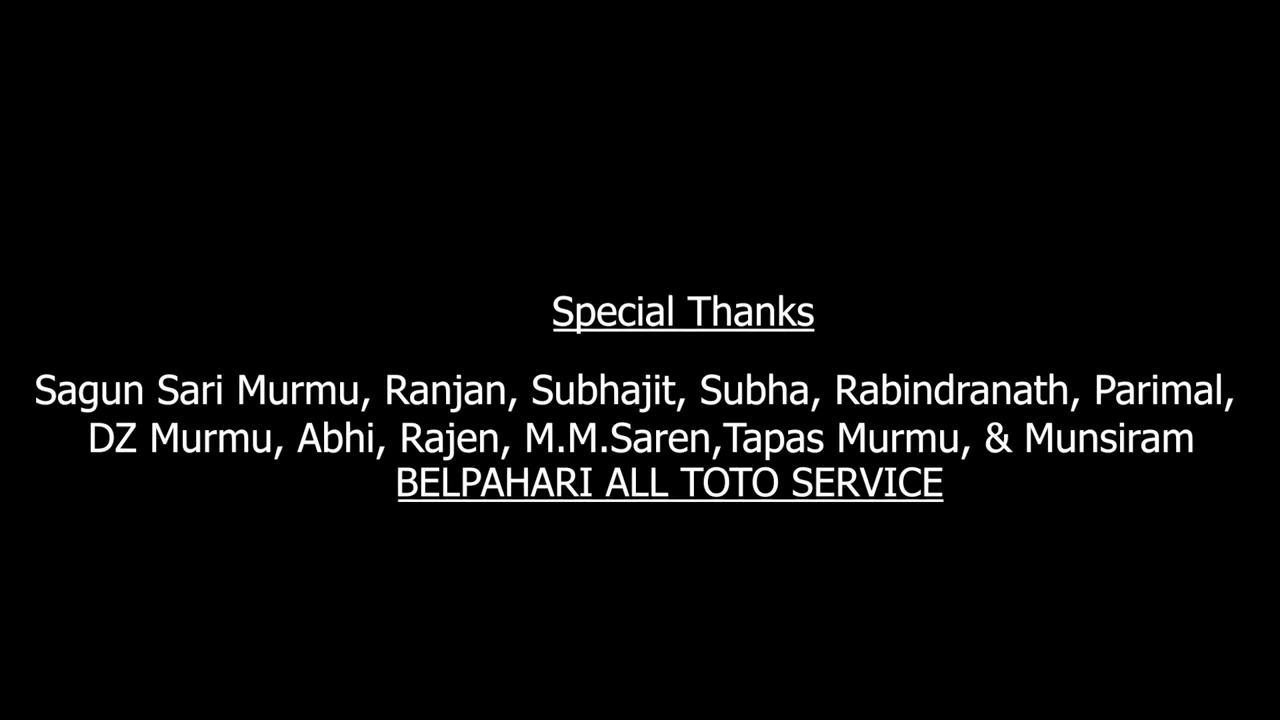 Special Thanks
Sagun Sari Murmu, Ranjan, Subhajit, Subha, Rabindranath, Parimal,
DZ Murmu, Abhi, Rajen, M.M.Saren,Tapas Murmu, & Munsiram
BELPAHARI ALL TOTO SERVICE